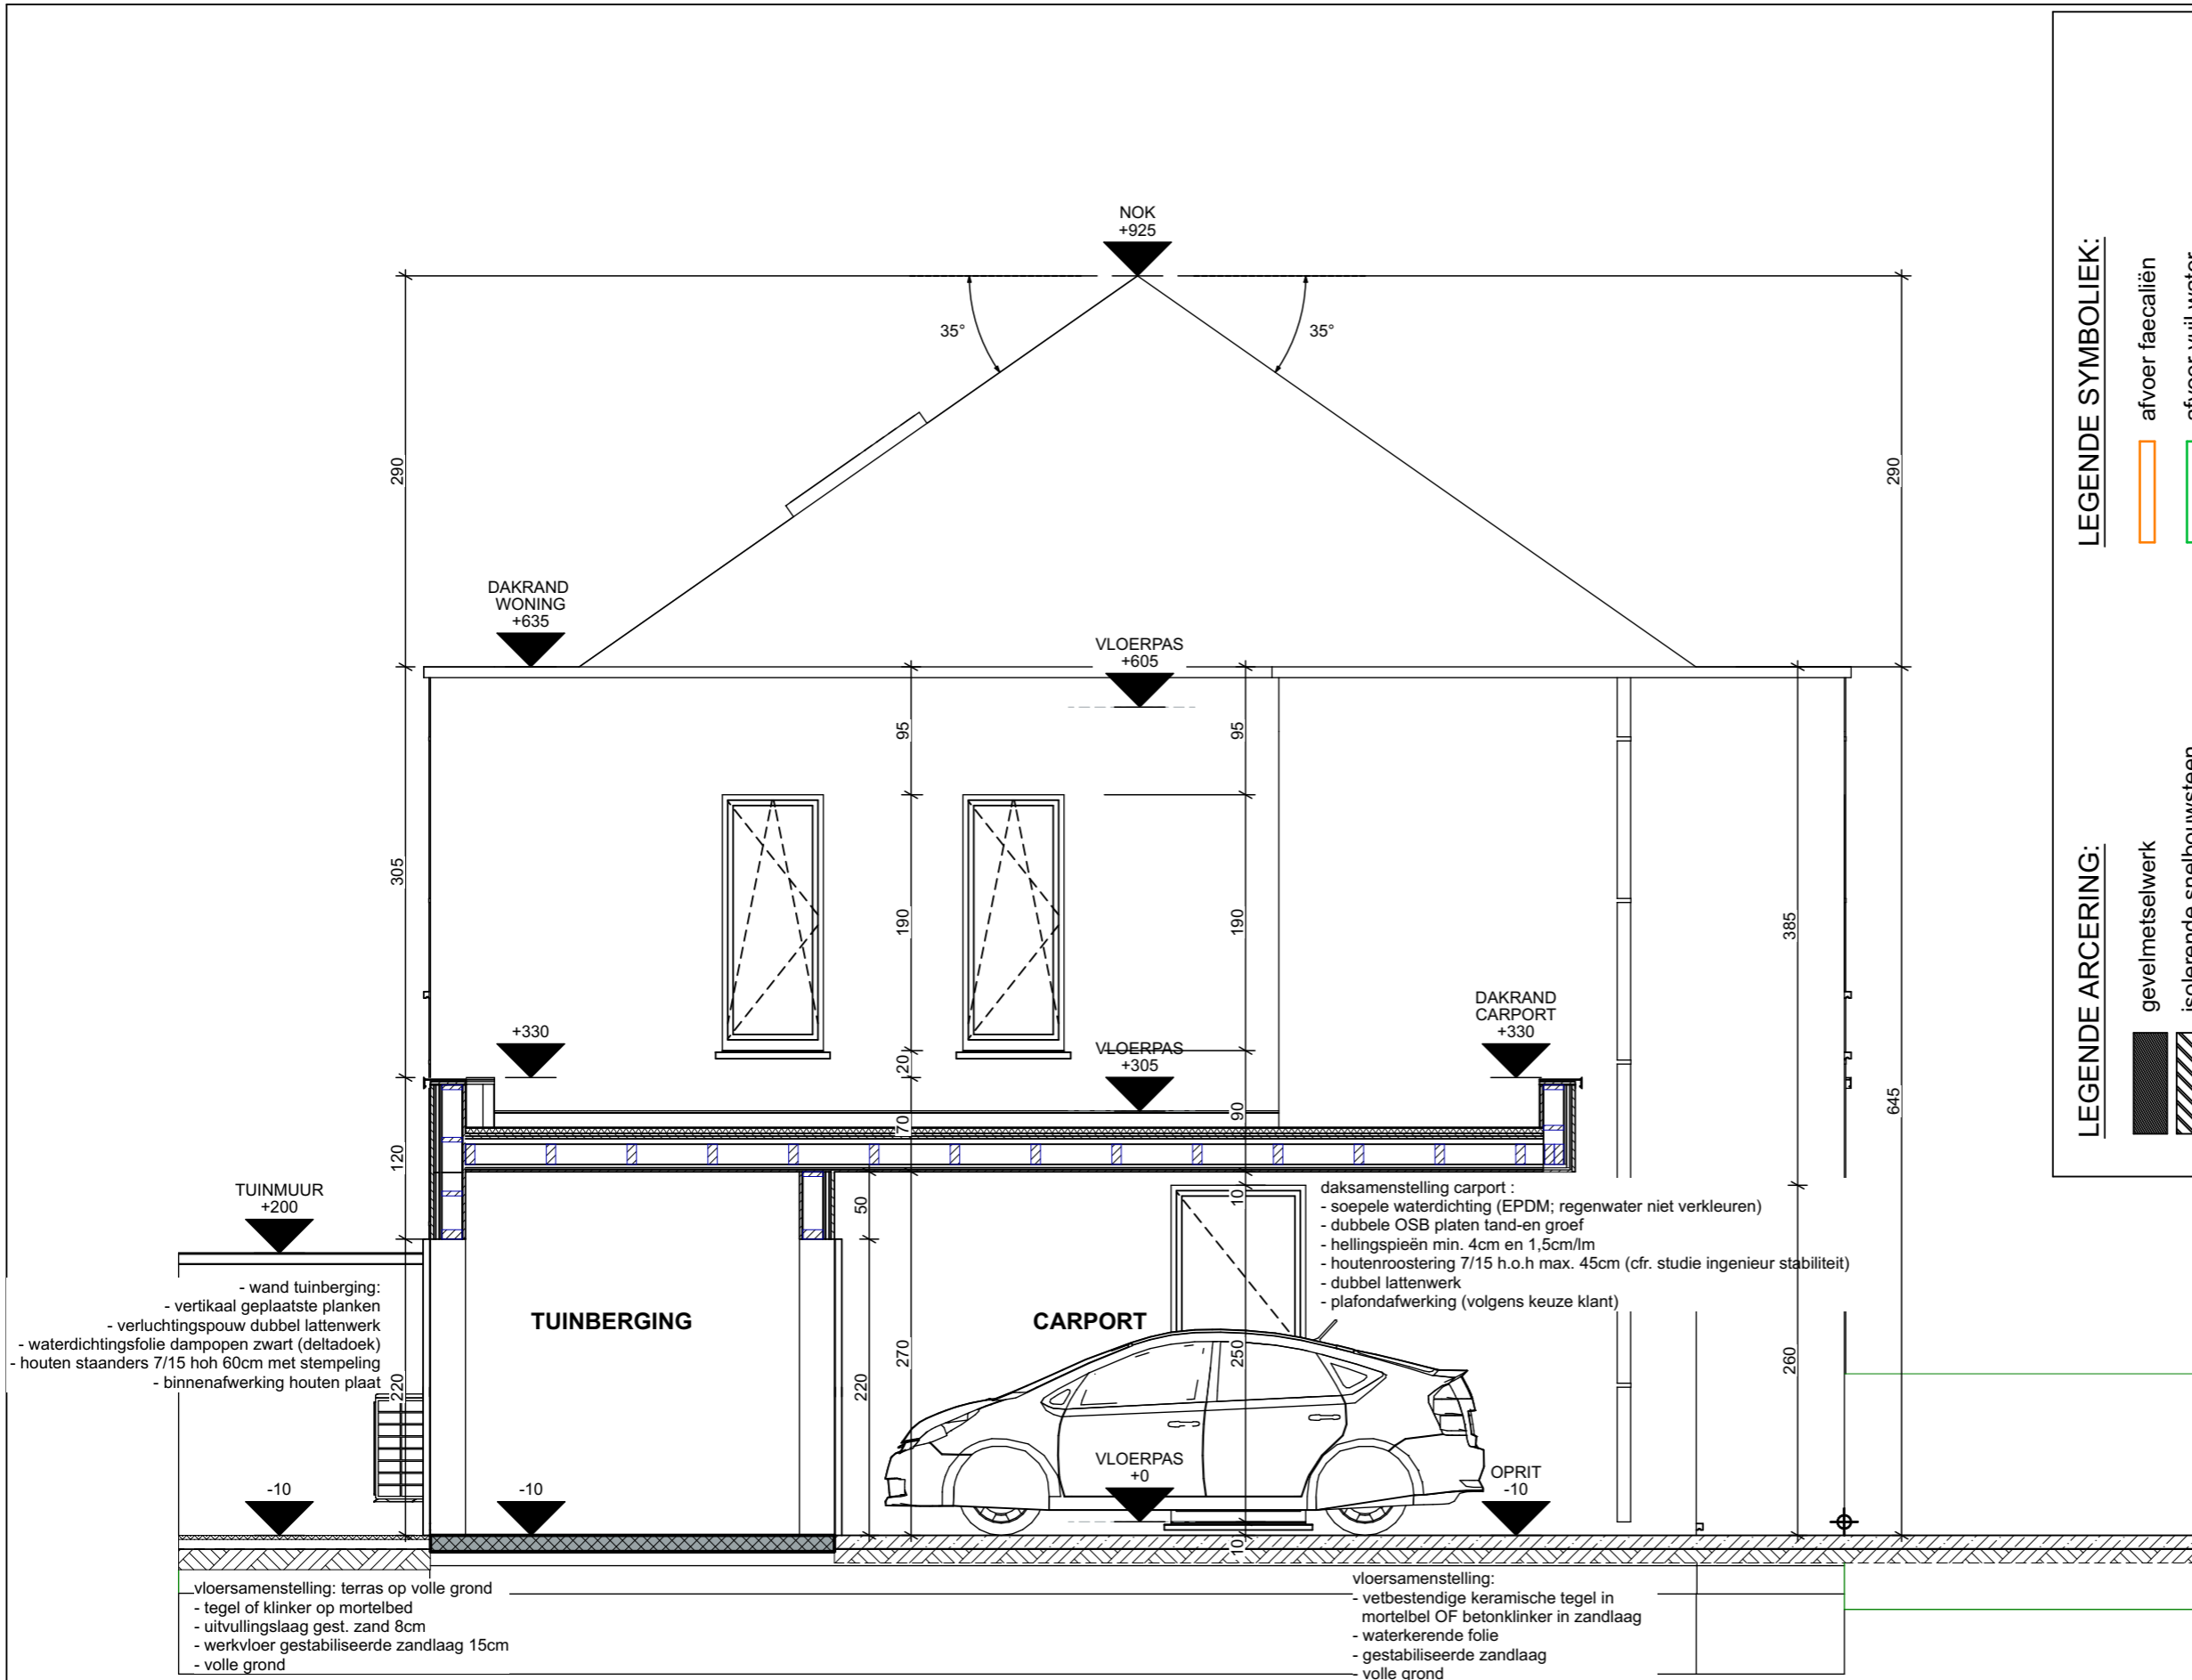 NOK
+925
35°
35°
290
290
DAKRAND
WONING
+635
VLOERPAS
+605
95
95
305
190
190
385
+330
20
VLOERPAS
+305
DAKRAND
CARPORT
+330
70
90
645
120
TUINMUUR
+200
50
10
daksamenstelling carport :
- soepele waterdichting (EPDM; regenwater niet verkleuren)
- dubbele OSB platen tand-en groef
- hellingspieën min. 4cm en 1,5cm/lm
- houtenroostering 7/15 h.o.h max. 45cm (cfr. studie ingenieur stabiliteit)
- dubbel lattenwerk
- plafondafwerking (volgens keuze klant)
- wand tuinberging:
- vertikaal geplaatste planken
- verluchtingspouw dubbel lattenwerk
- waterdichtingsfolie dampopen zwart (deltadoek)
- houten staanders 7/15 hoh 60cm met stempeling
- binnenafwerking houten plaat
TUINBERGING
CARPORT
220
220
270
250
260
-10
-10
VLOERPAS
+0
OPRIT
-10
10
vloersamenstelling: terras op volle grond
- tegel of klinker op mortelbed
- uitvullingslaag gest. zand 8cm
- werkvloer gestabiliseerde zandlaag 15cm
- volle grond
vloersamenstelling:
- vetbestendige keramische tegel in
mortelbel OF betonklinker in zandlaag
- waterkerende folie
- gestabiliseerde zandlaag
- volle grond
LEGENDE SYMBOLIEK:
afvoer faecaliën
afvoer vuil water
LEGENDE ARCERING:
gevelmetselwerk
isolerende snelbouwsteen